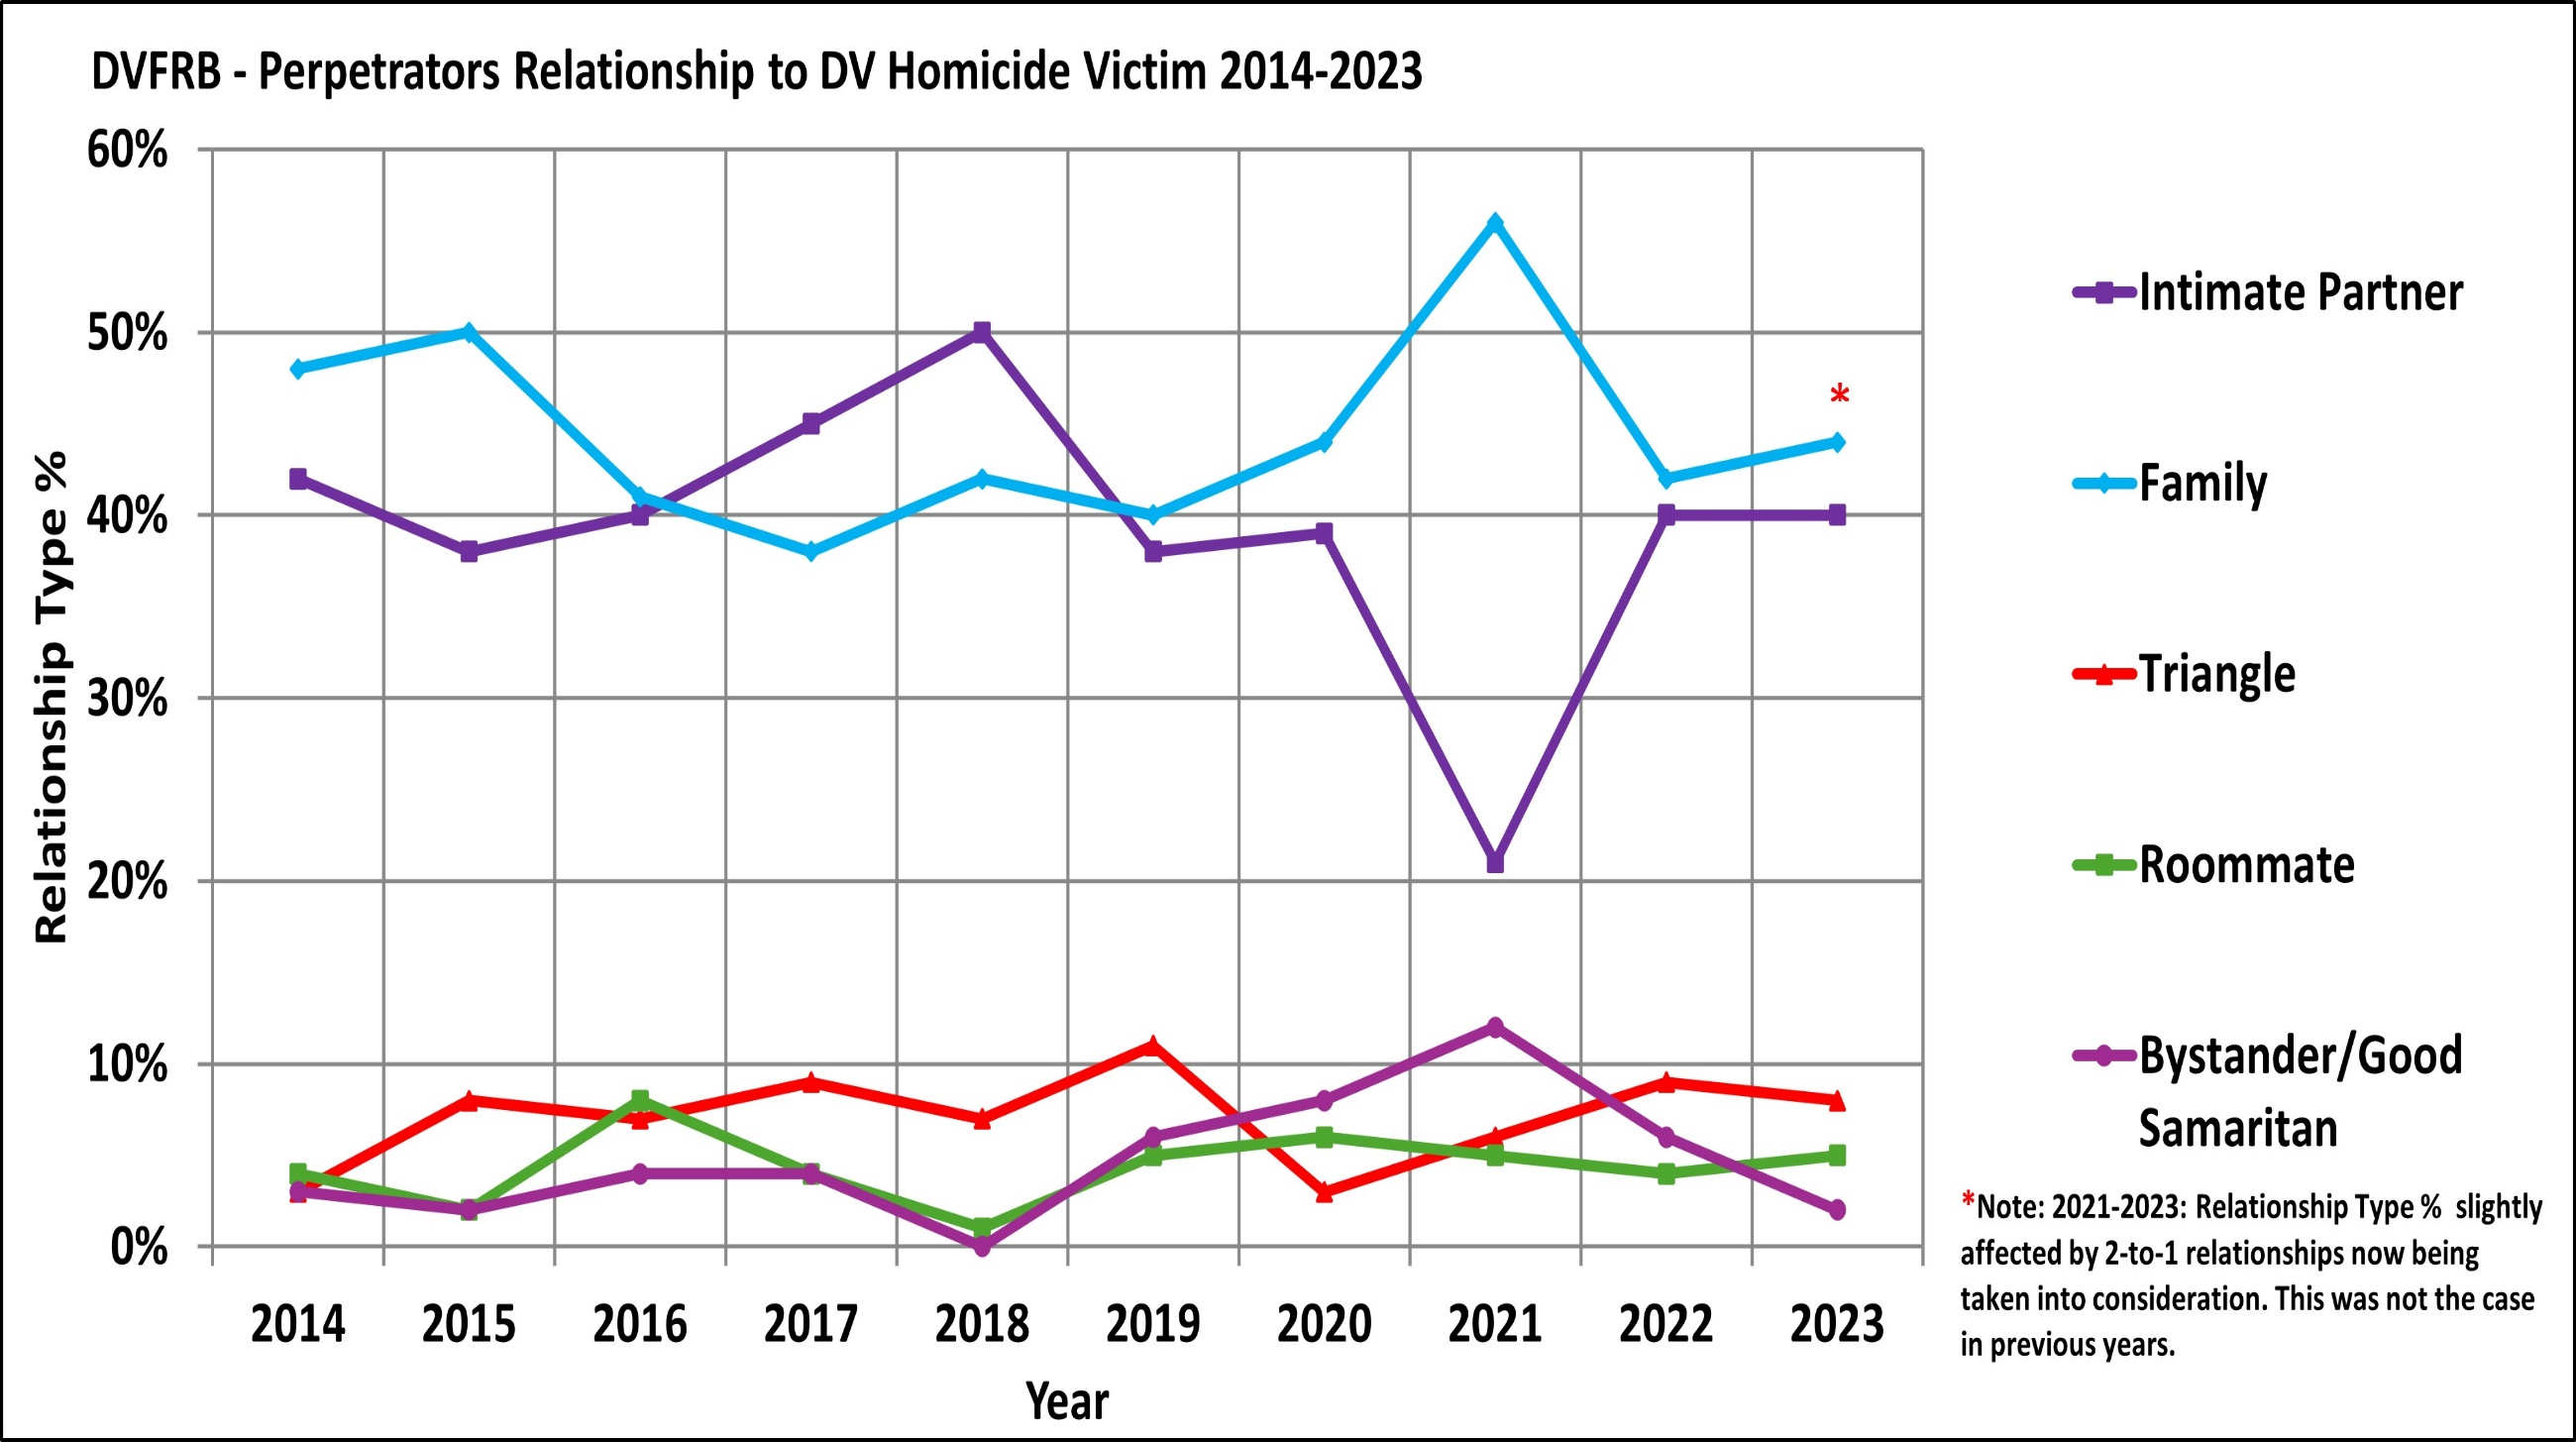 DVFRB - Perpetrators Relationship to DV Homicide Victim 2014-2023
60%
50%
40%
30%
20%
10%
0%
Relationship Type %
2014 2015 2016 2017 2018 2019 2020 2021 2022 2023
Year
*
Intimate Partner
Family
Triangle
Roommate
Bystander/Good
Samaritan
*Note: 2021-2023: Relationship Type % slightly
affected by 2-to-1 relationships now being
taken into consideration. This was not the case
in previous years.